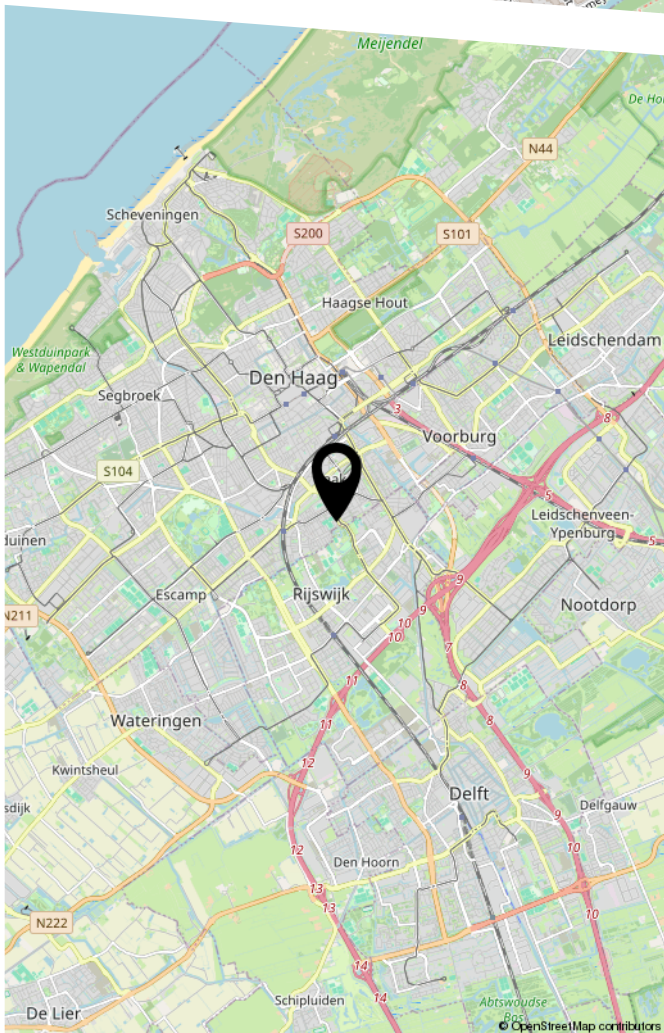 Meijendel
De Ho
N44
Scheveningen
S200
S101
Haagse Hout
Leidschendam
Westduinpark
& Wapendal
Den Haag
Segbroek
3
8
Voorburg
S104
5
Leidschenveen-
Ypenburg
duinen
5
9
Escamp
Rijswijk
9
Nootdorp
N211
10
10
7
11
8
11
8
Wateringen
12
9
Kwintsheul
Delft
sdijk
Delfgauw
9
12
10
Den Hoorn
13
13
10
N222
14
De Lier
Schipluiden
14
Abtswoudse
Bos
© OpenStreetMap contributors